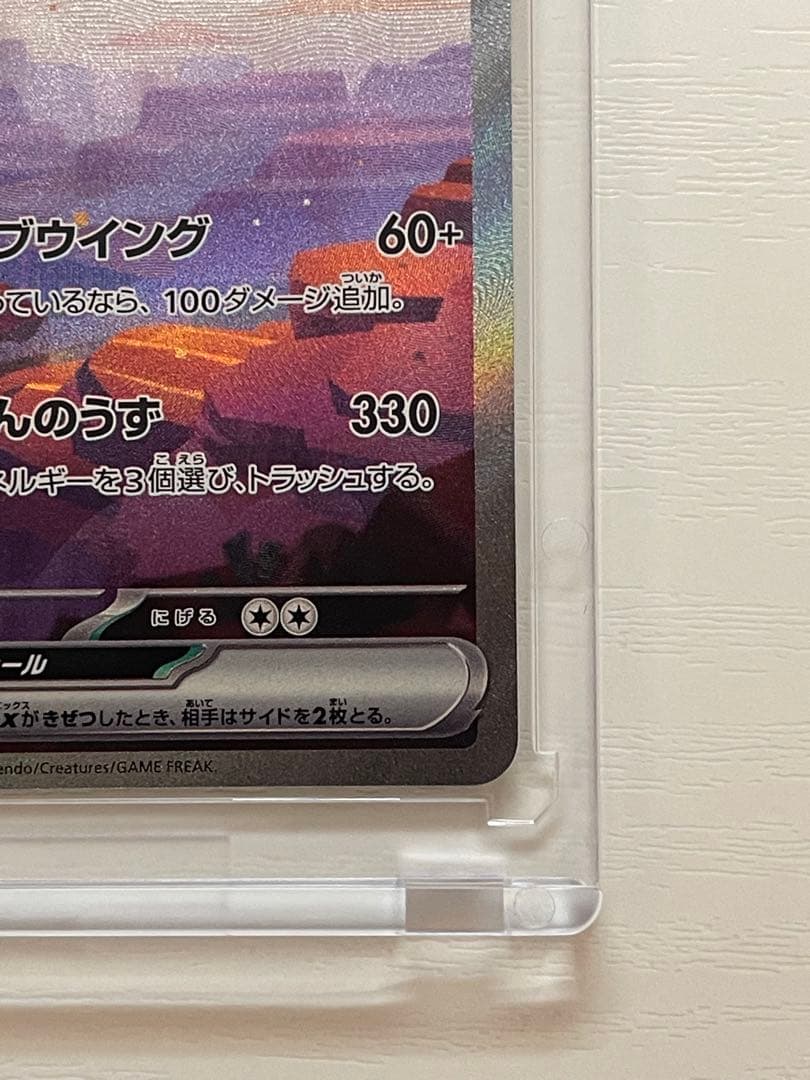 ブウイング 60+
ついか
っているなら、100ダメージ追加。
んのうず 330
こ えら
ネルギーを3個選び、トラッシュする。
にげる
ール
ックス あいて まい
exがきぜつしたとき、相手はサイドを2枚とる。
endo/Creatures/GAME FREAK.